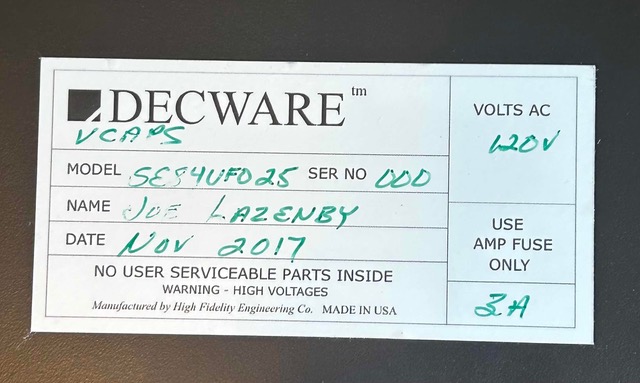 DECWARE tm
VCAPS
MODEL SE84UFO25 SER NO 000
NAME JOE LAZENBY
DATE NOV 2017
NO USER SERVICEABLE PARTS INSIDE
WARNING - HIGH VOLTAGES
Manufactured by High Fidelity Engineering Co. MADE IN USA
VOLTS AC
120V
USE
AMP FUSE
ONLY
3A